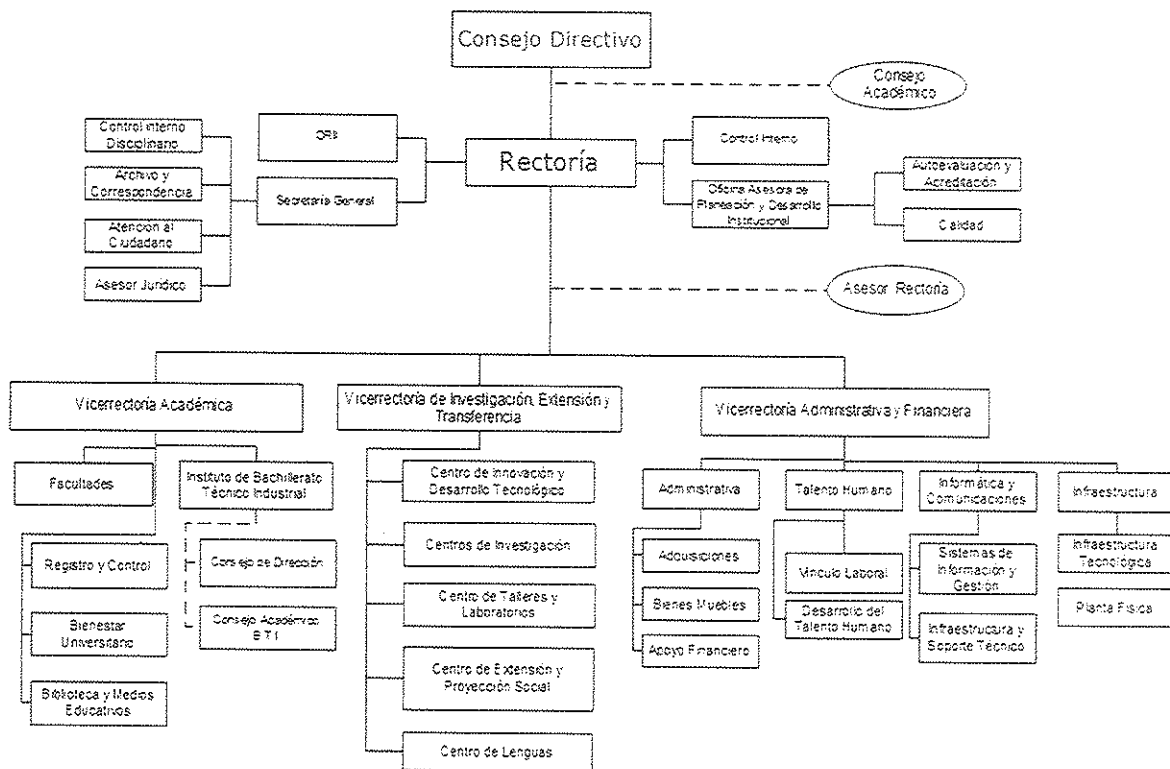 Consejo Directivo
Consejo
Académico
Control Interno
Disciplinario
Archivo y
Correspondencia
Atención al
Ciudadano
Asesor Jurídico
Secretaría General
Rectoría
Control Interno
Oficina Asesora de
Planeación y Desarrollo
Institucional
Autoevaluación y
Acreditación
Calidad
Asesor Rectoría
Vicerrectoría Académica
Facultades
Instituto de Bachillerato
Técnico Industrial
Registro y Control
Bienestar
Universitario
Biblioteca y Medios
Educativos
Consejo de Dirección
Consejo Académico
Vicerrectoría de Investigación, Extensión y
Transferencia
Centro de Innovación y
Desarrollo Tecnológico
Centros de Investigación
Centro de Talleres y
Laboratorios
Centro de Extensión y
Proyección Social
Centro de Lenguas
Vicerrectoría Administrativa y Financiera
Administrativa
Adquisiciones
Bienes Muebles
Apoyo Financiero
Talento Humano
Vinculo Laboral
Desarrollo del
Talento Humano
Informática y
Comunicaciones
Sistemas de
Información y
Gestión
Infraestructura y
Soporte Técnico
Infraestructura
Infraestructura
Tecnológica
Planta Física